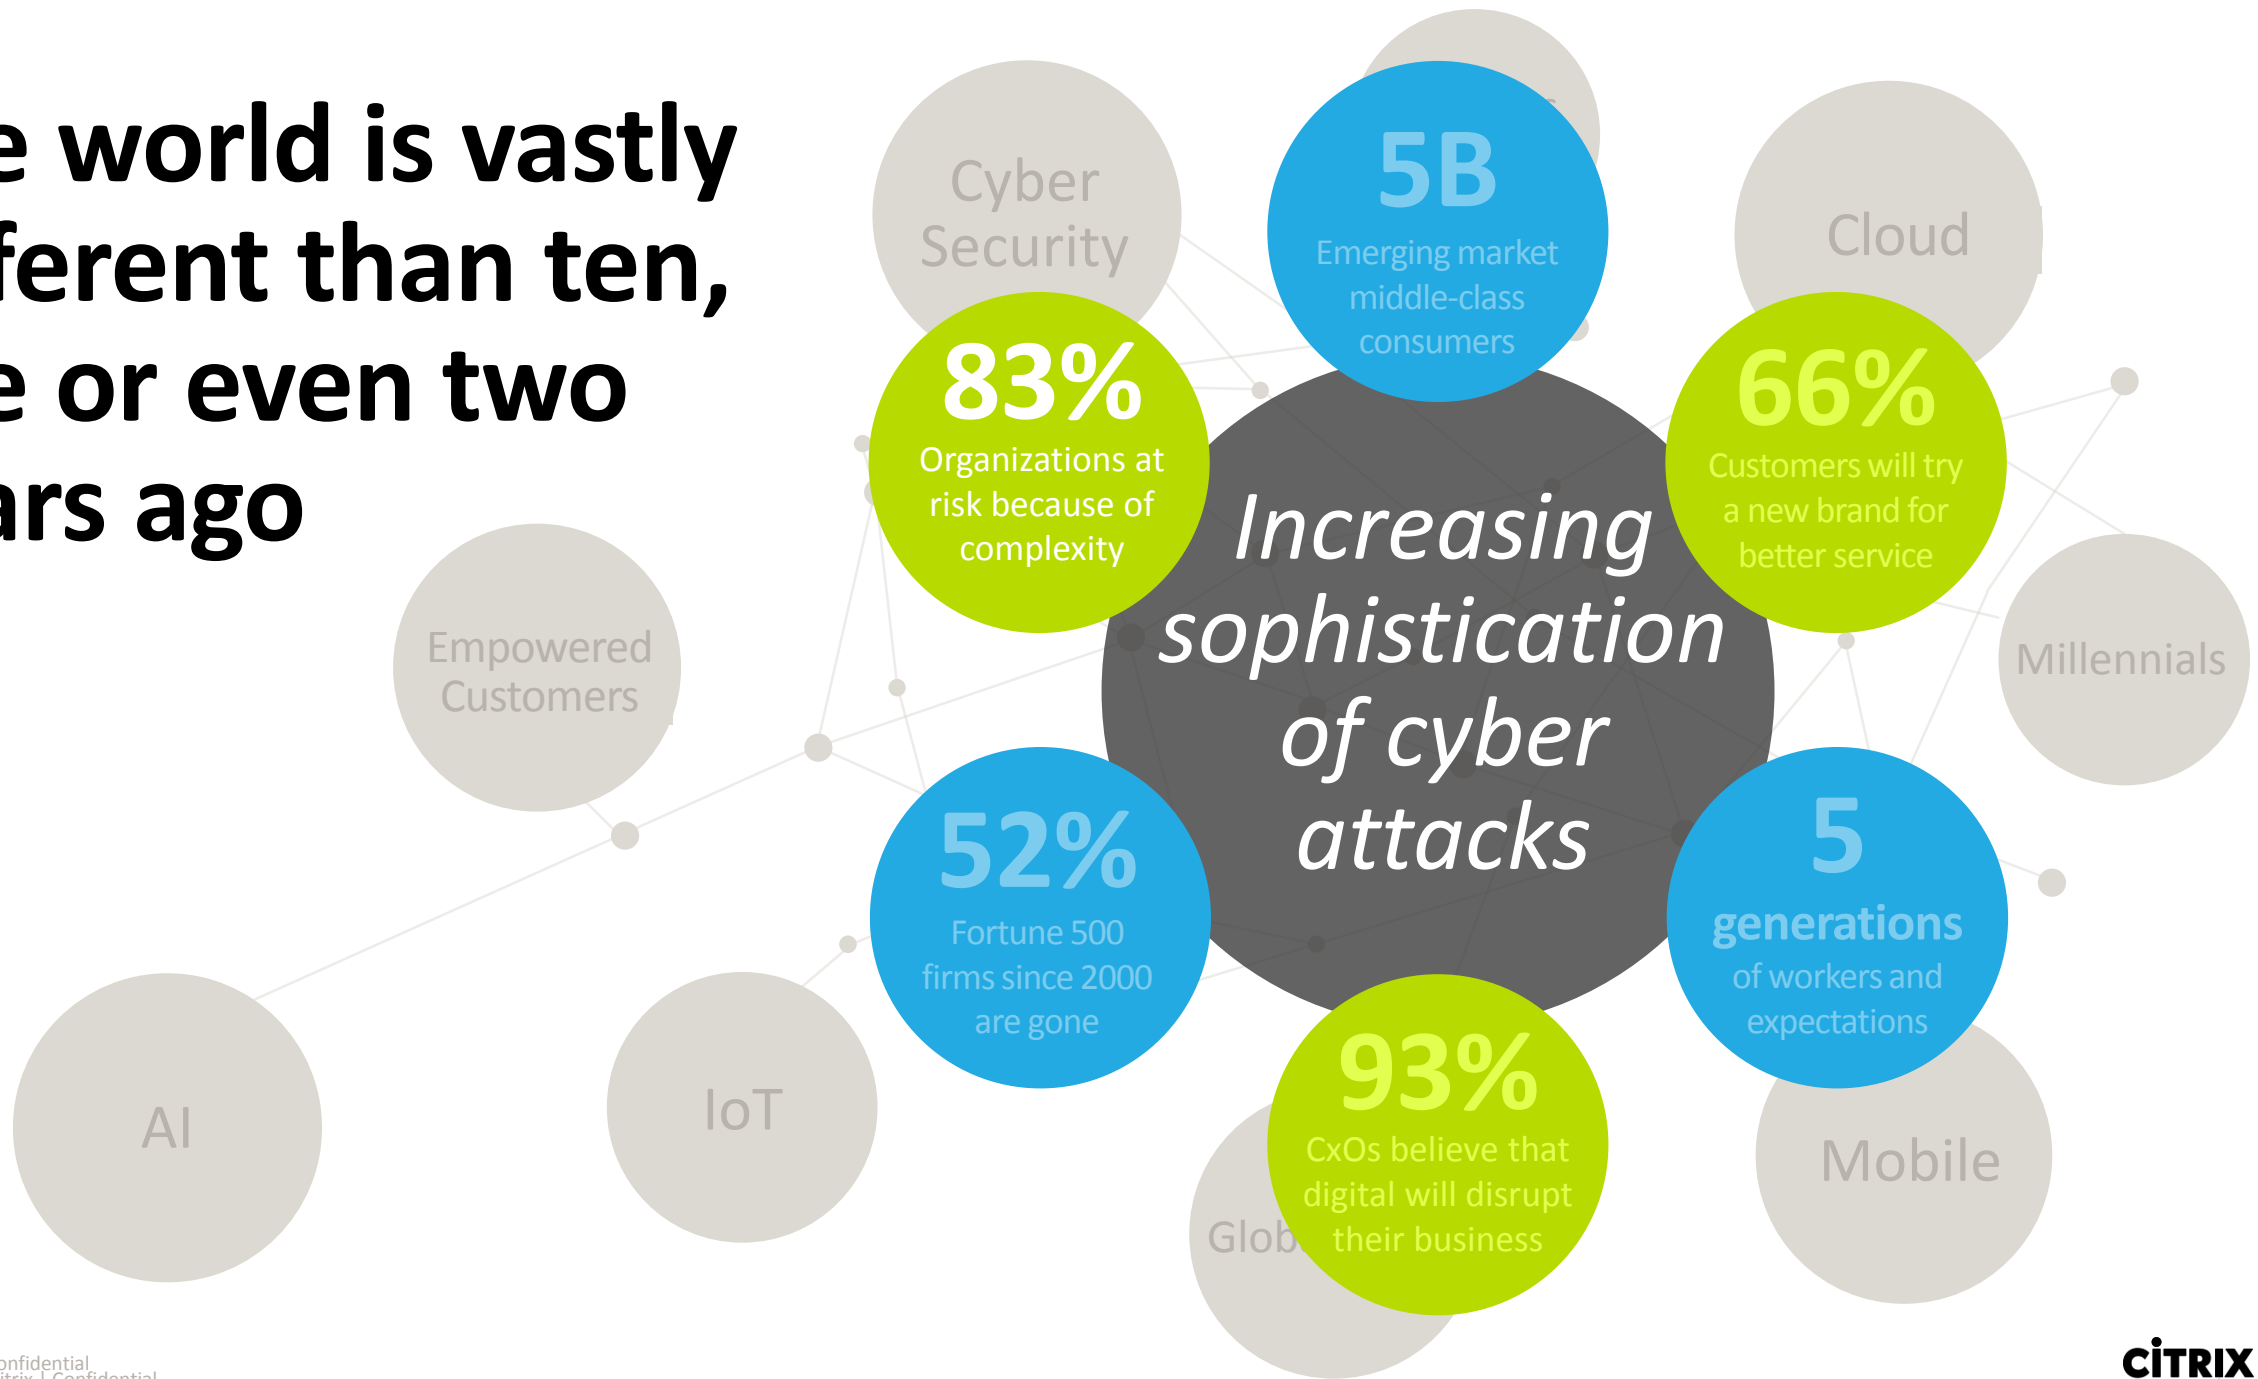 e world is vastly
ferent than ten,
e or even two
ars ago
Cyber
Security
5B
Emerging market
middle-class
consumers
Cloud
83%
Organizations at
risk because of
complexity
66%
Customers will try
a new brand for
better service
Increasing
sophistication
of cyber
attacks
Empowered
Customers
Millennials
52%
Fortune 500
firms since 2000
are gone
5
generations
of workers and
expectations
AI
IoT
93%
CxOs believe that
digital will disrupt
their business
Glob
Mobile
onfidential
itrix | Confidential
CITRIX